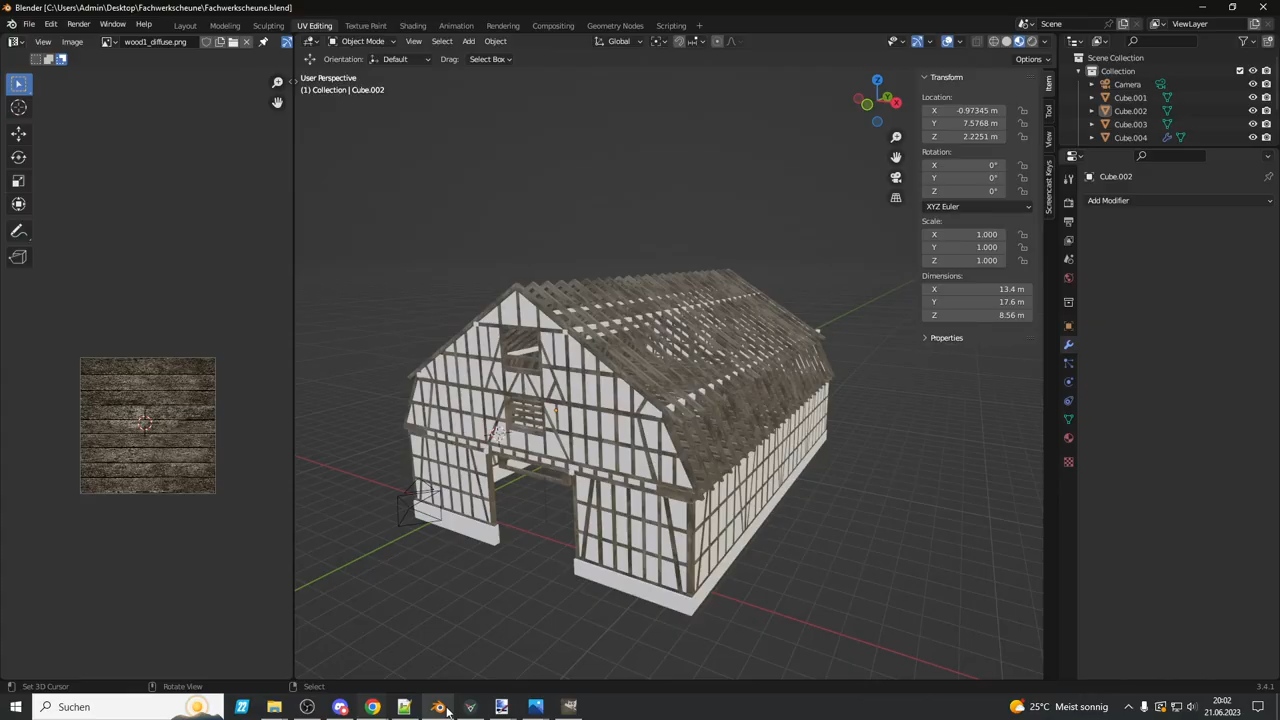 Blender [C:\Users\Admin\Desktop\Fachwerkscheune\Fachwerkscheune.blend]
File Edit Render Window Help Layout Modeling Sculpting UV Editing Texture Paint Shading Animation Rendering Compositing Geometry Nodes Scripting Scene ViewLayer
View Image wood1_diffuse.png Object Mode View Select Add Object Global
Orientation: Default Drag: Select Box Options
User Perspective
(1) Collection | Cube.002
Transform
Location:
X -0.97345 m
Y 7.5768 m
Z 2.2251 m
Rotation:
X 0°
Y 0°
Z 0°
XYZ Euler
Scale:
X 1.000
Y 1.000
Z 1.000
Dimensions:
X 13.4 m
Y 17.6 m
Z 8.56 m
Properties
Item
Tool
View
Screencast Keys
Scene Collection
Collection
Camera
Cube.001
Cube.002
Cube.003
Cube.004
Cube.002
Add Modifier
X
Y
Z
Set 3D Cursor Rotate View Select 3.4.1
Suchen 25°C Meist sonnig 20:02
21.06.2023